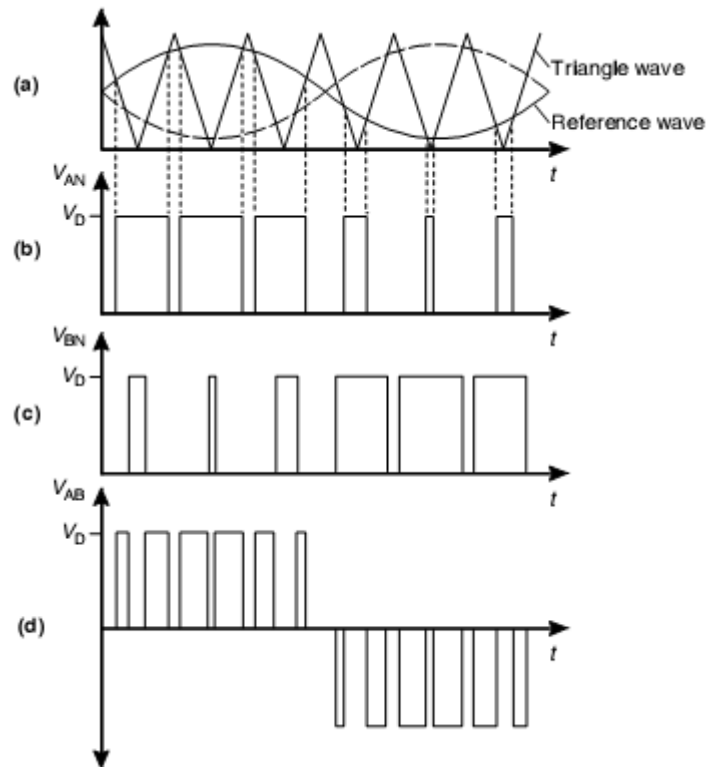 (a)
Triangle wave
Reference wave
t
V_AN
V_D
(b)
t
V_BN
V_D
(c)
t
V_AB
V_D
(d)
t